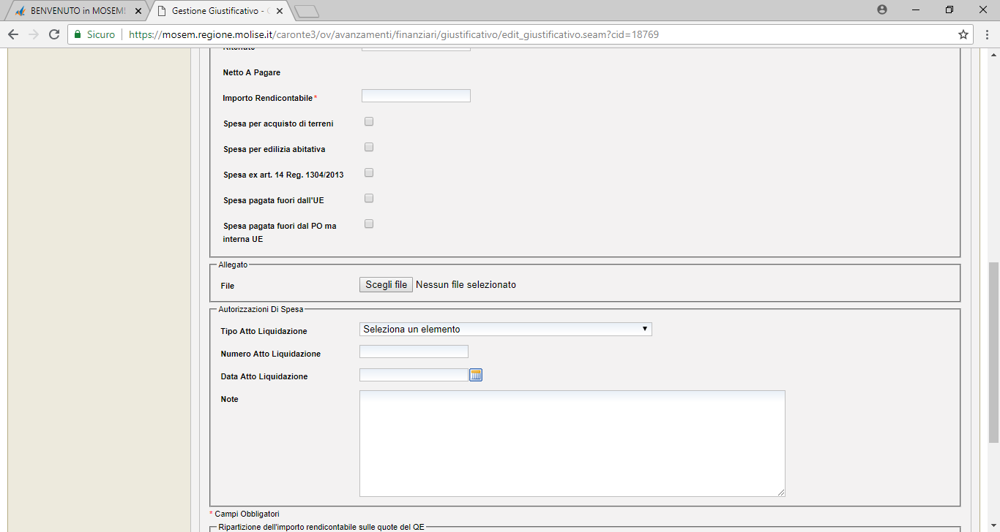 BENVENUTO in MOSEM!
Gestione Giustificativo -
Sicuro
https://mosem.regione.molise.it/caronte3/ov/avanzamenti/finanziari/giustificativo/edit_giustificativo.seam?cid=18769
Netto A Pagare
Importo Rendicontabile*
Spesa per acquisto di terreni
Spesa per edilizia abitativa
Spesa ex art. 14 Reg. 1304/2013
Spesa pagata fuori dall'UE
Spesa pagata fuori dal PO ma
interna UE
Allegato
File Scegli file Nessun file selezionato
Autorizzazioni Di Spesa
Tipo Atto Liquidazione Seleziona un elemento
Numero Atto Liquidazione
Data Atto Liquidazione
Note
* Campi Obbligatori
Ripartizione dell'importo rendicontabile sulle quote del QE